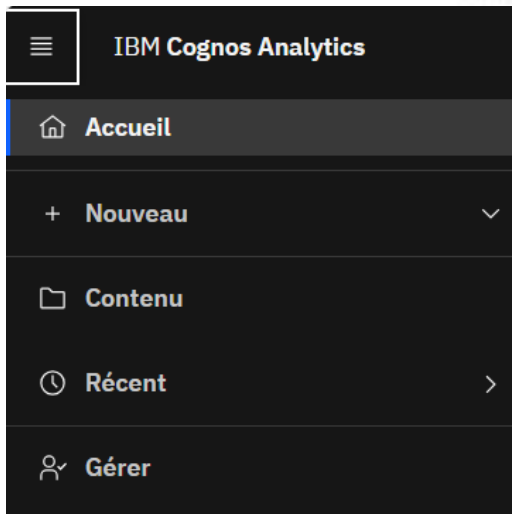 IBM Cognos Analytics
Accueil
Nouveau
Contenu
Récent
Gérer